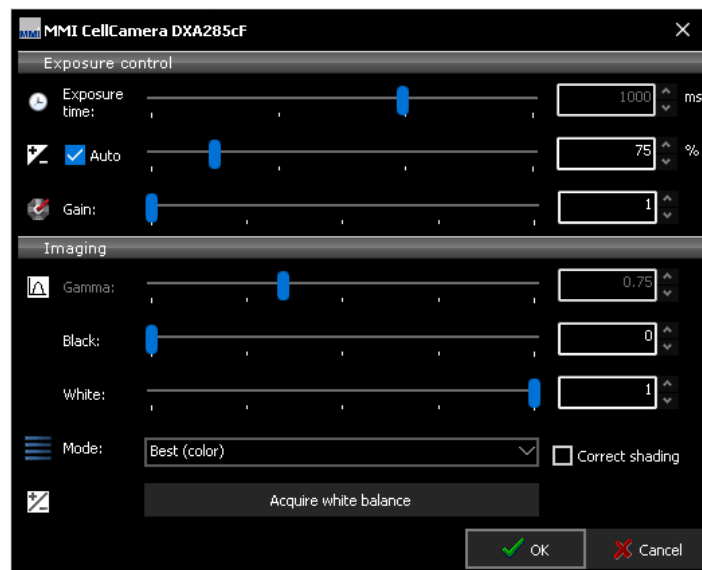 MMI MMI CellCamera DXA285cF
Exposure control
Exposure time: 1000 ms
Auto 75 %
Gain: 1
Imaging
Gamma: 0.75
Black: 0
White: 1
Mode: Best (color) Correct shading
Acquire white balance
OK Cancel